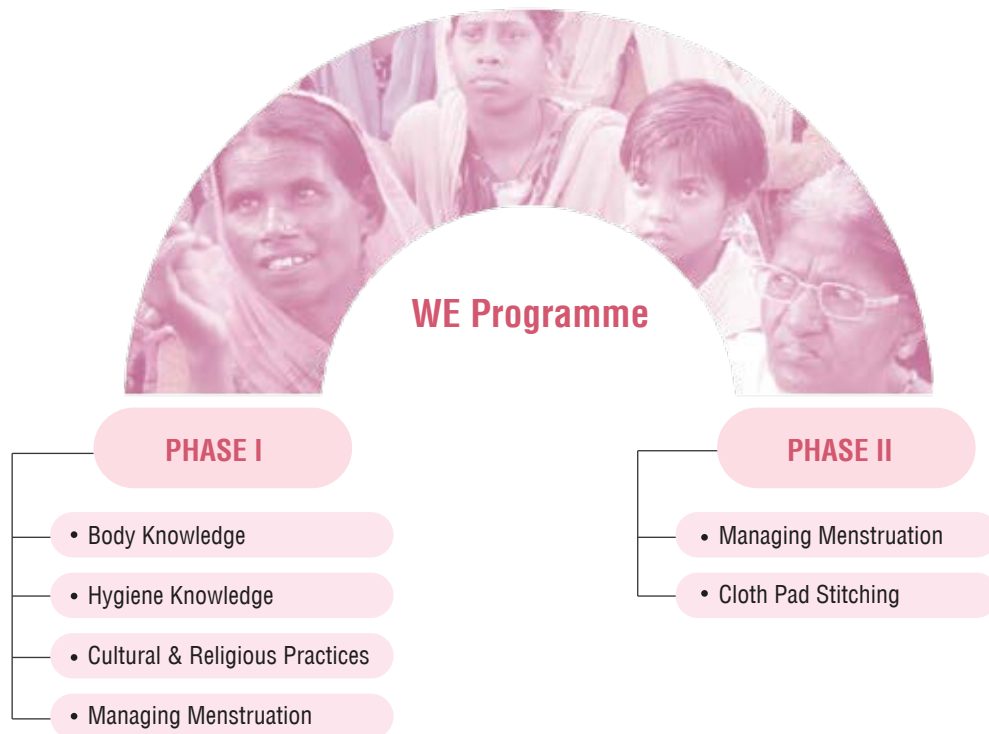 WE Programme
PHASE I
• Body Knowledge
• Hygiene Knowledge
• Cultural & Religious Practices
• Managing Menstruation
PHASE II
• Managing Menstruation
• Cloth Pad Stitching